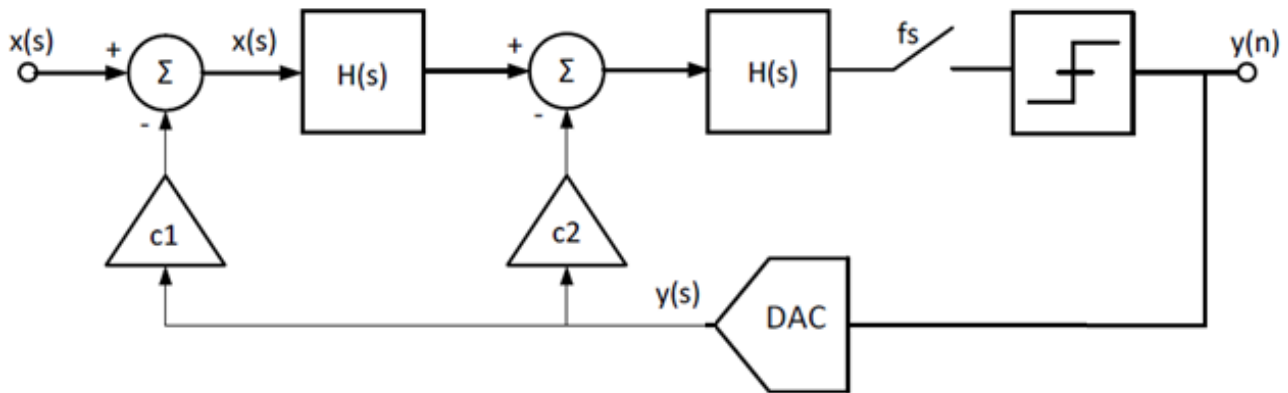 x(s)
+
Σ
-
x(s)
H(s)
+
Σ
-
H(s)
fs
y(n)
c1
c2
y(s)
DAC